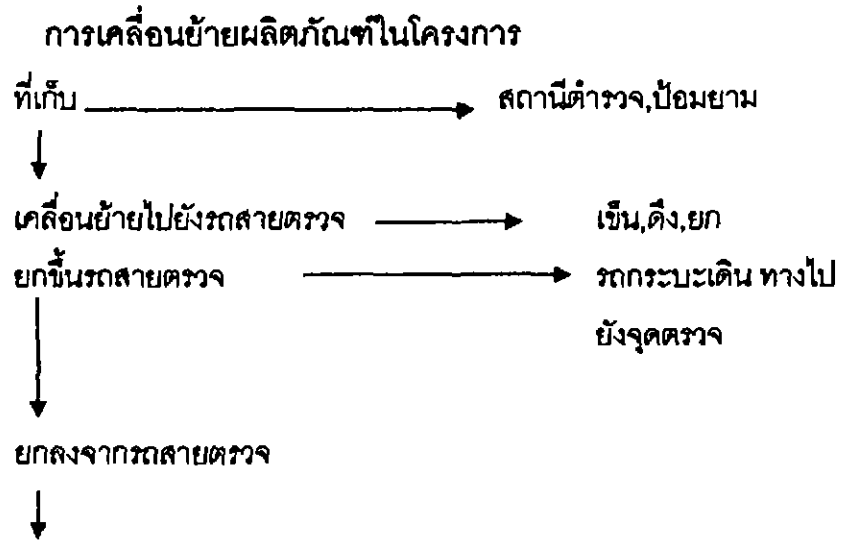 การเคลื่อนย้ายผลิตภัณฑ์ในโครงการ
ที่เก็บ สถานีตำรวจ,ป้อมยาม
เคลื่อนย้ายไปยังรถสายตรวจ เข็น,ดึง,ยก
ยกขึ้นรถสายตรวจ รถกระบะเดิน ทางไป
ยังจุดตรวจ
ยกลงจากรถสายตรวจ